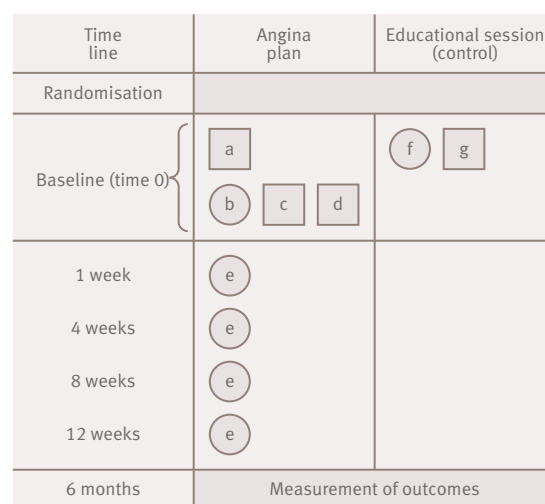 Time
line
Angina
plan
Educational session
(control)
Randomisation
Baseline (time 0)
a
f
g
b
c
d
1 week
e
4 weeks
e
8 weeks
e
12 weeks
e
6 months
Measurement of outcomes